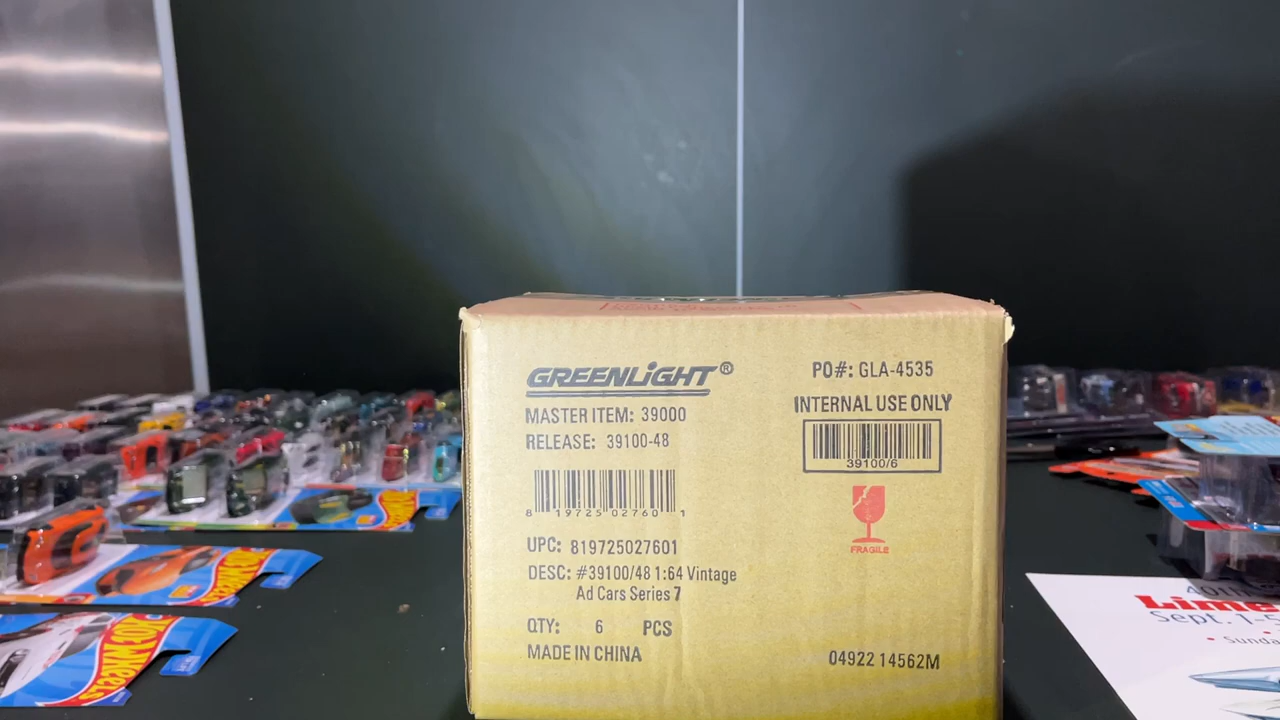 GREENLiGHT®
MASTER ITEM: 39000
RELEASE: 39100-48
8 19725 02760 1
UPC: 819725027601
DESC: #39100/48 1:64 Vintage
Ad Cars Series 7
QTY: 6 PCS
MADE IN CHINA
PO#: GLA-4535
INTERNAL USE ONLY
39100/6
FRAGILE
04922 14562M
HOT WHEELS
HOT WHEELS
Lime
Sept. 1-5
• Sunda